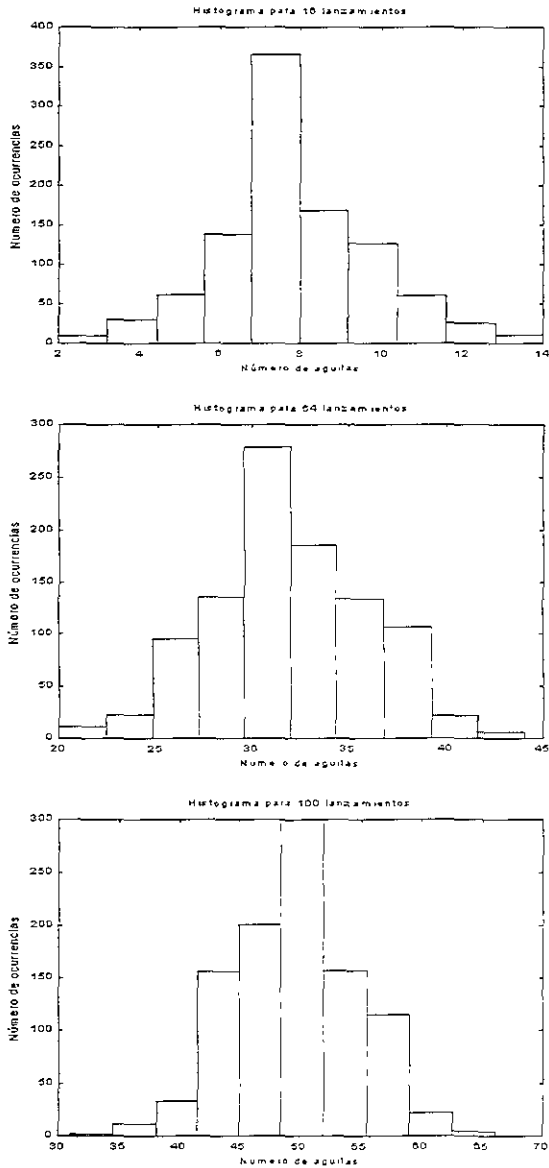 Histograma para 16 lanzamientos
400
350
300
250
200
150
100
50
0
2 4 6 8 10 12 14
Número de ocurrencias
Número de aguilas
Histograma para 64 lanzamientos
300
250
200
150
100
50
0
20 25 30 35 40 45
Número de ocurrencias
Numero de aguilas
Histograma para 100 lanzamientos
300
250
200
150
100
50
0
30 35 40 45 50 55 60 65 70
Número de ocurrencias
Numero de aguilas